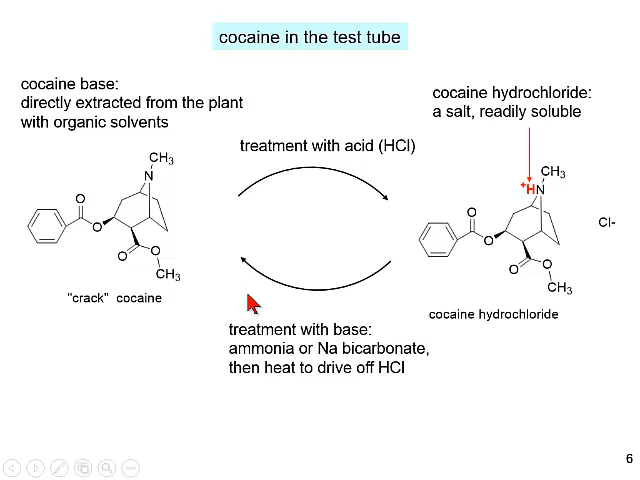 cocaine in the test tube
cocaine base:
directly extracted from the plant
with organic solvents
cocaine hydrochloride:
a salt, readily soluble
treatment with acid (HCl)
CH3
N
O
O
O
O
CH3
"crack" cocaine
CH3
+HN
O
O
O
O
CH3
Cl-
cocaine hydrochloride
treatment with base:
ammonia or Na bicarbonate,
then heat to drive off HCl
6